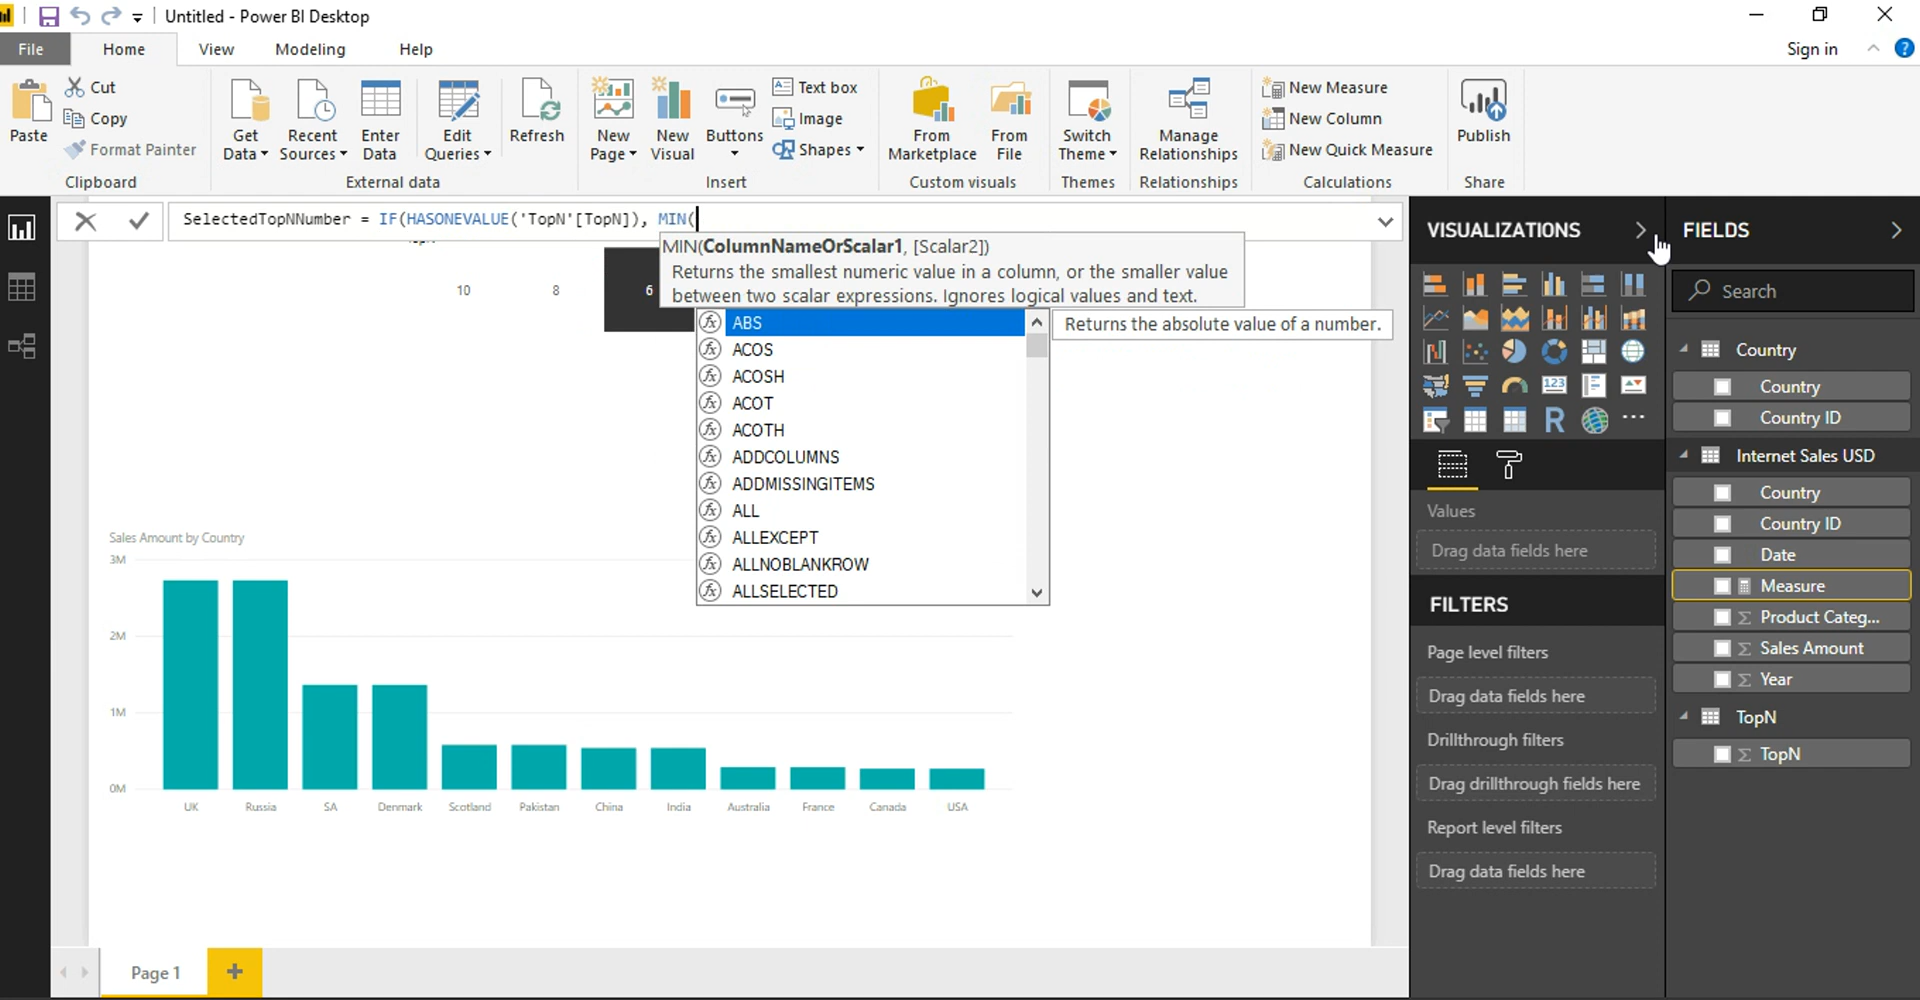 Untitled - Power BI Desktop
File Home View Modeling Help
Sign in
?
Paste
Cut
Copy
Format Painter
Clipboard
Get Data
Recent Sources
Enter Data
Edit Queries
Refresh
External data
New Page
New Visual
Buttons
Text box
Image
Shapes
Insert
From Marketplace
From File
Custom visuals
Switch Theme
Themes
Manage Relationships
Relationships
New Measure
New Column
New Quick Measure
Calculations
Publish
Share
SelectedTopNNumber = IF(HASONEVALUE('TopN'[TopN]), MIN(
MIN(ColumnNameOrScalar1, [Scalar2])
Returns the smallest numeric value in a column, or the smaller value
between two scalar expressions. Ignores logical values and text.
10 8 6
ABS
Returns the absolute value of a number.
ACOS
ACOSH
ACOT
ACOTH
ADDCOLUMNS
ADDMISSINGITEMS
ALL
ALLEXCEPT
ALLNOBLANKROW
ALLSELECTED
Sales Amount by Country
3M
2M
1M
0M
UK Russia SA Denmark Scotland Pakistan China India Australia France Canada USA
Page 1
+
VISUALIZATIONS
123
R
Values
Drag data fields here
FILTERS
Page level filters
Drag data fields here
Drillthrough filters
Drag drillthrough fields here
Report level filters
Drag data fields here
FIELDS
Search
Country
Country
Country ID
Internet Sales USD
Country
Country ID
Date
Measure
Σ Product Categ...
Σ Sales Amount
Σ Year
TopN
Σ TopN